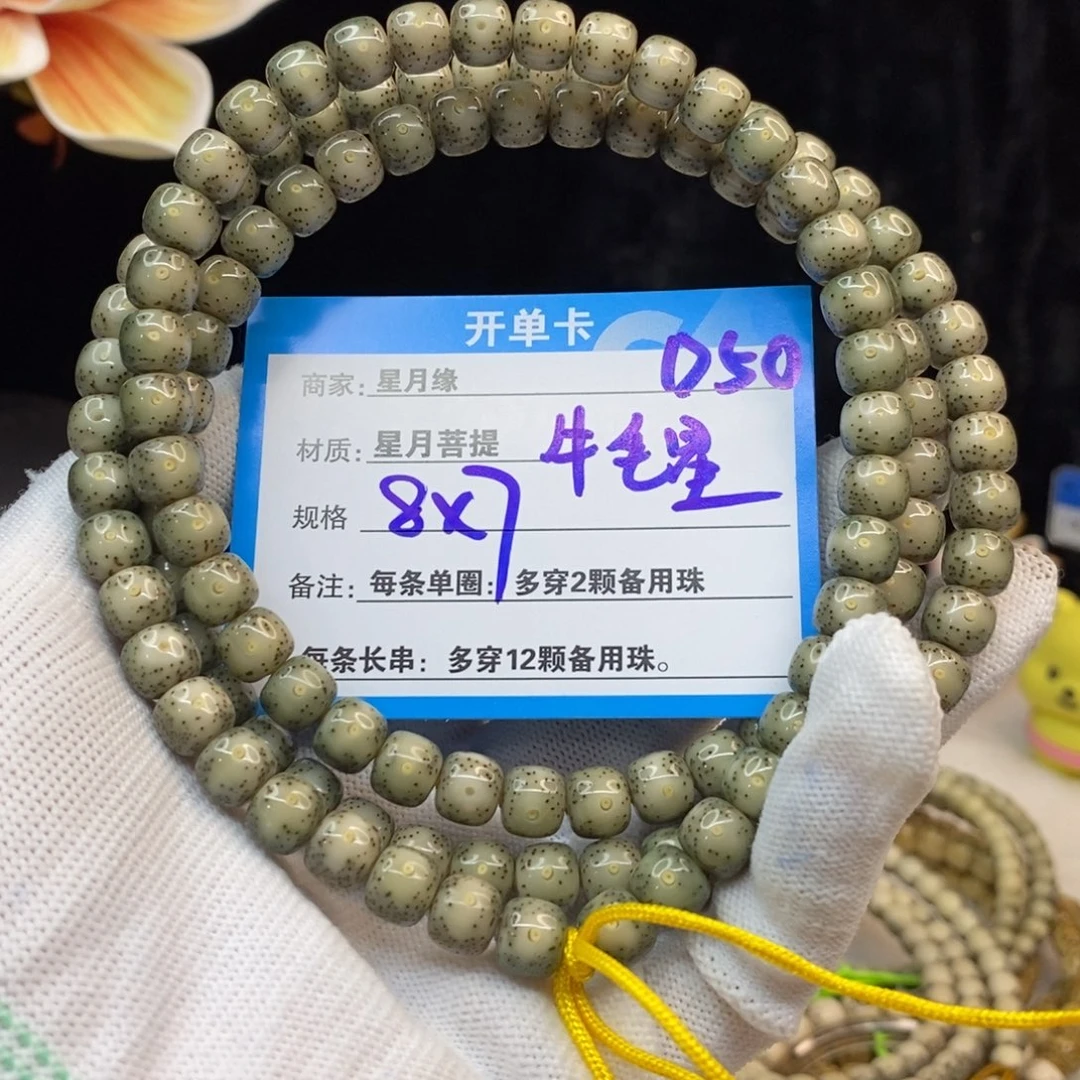 开单卡
商家：星月缘 D50
材质：星月菩提 牛毛星
规格 8X7
备注：每条单圈：多穿2颗备用珠
每条长串：多穿12颗备用珠。